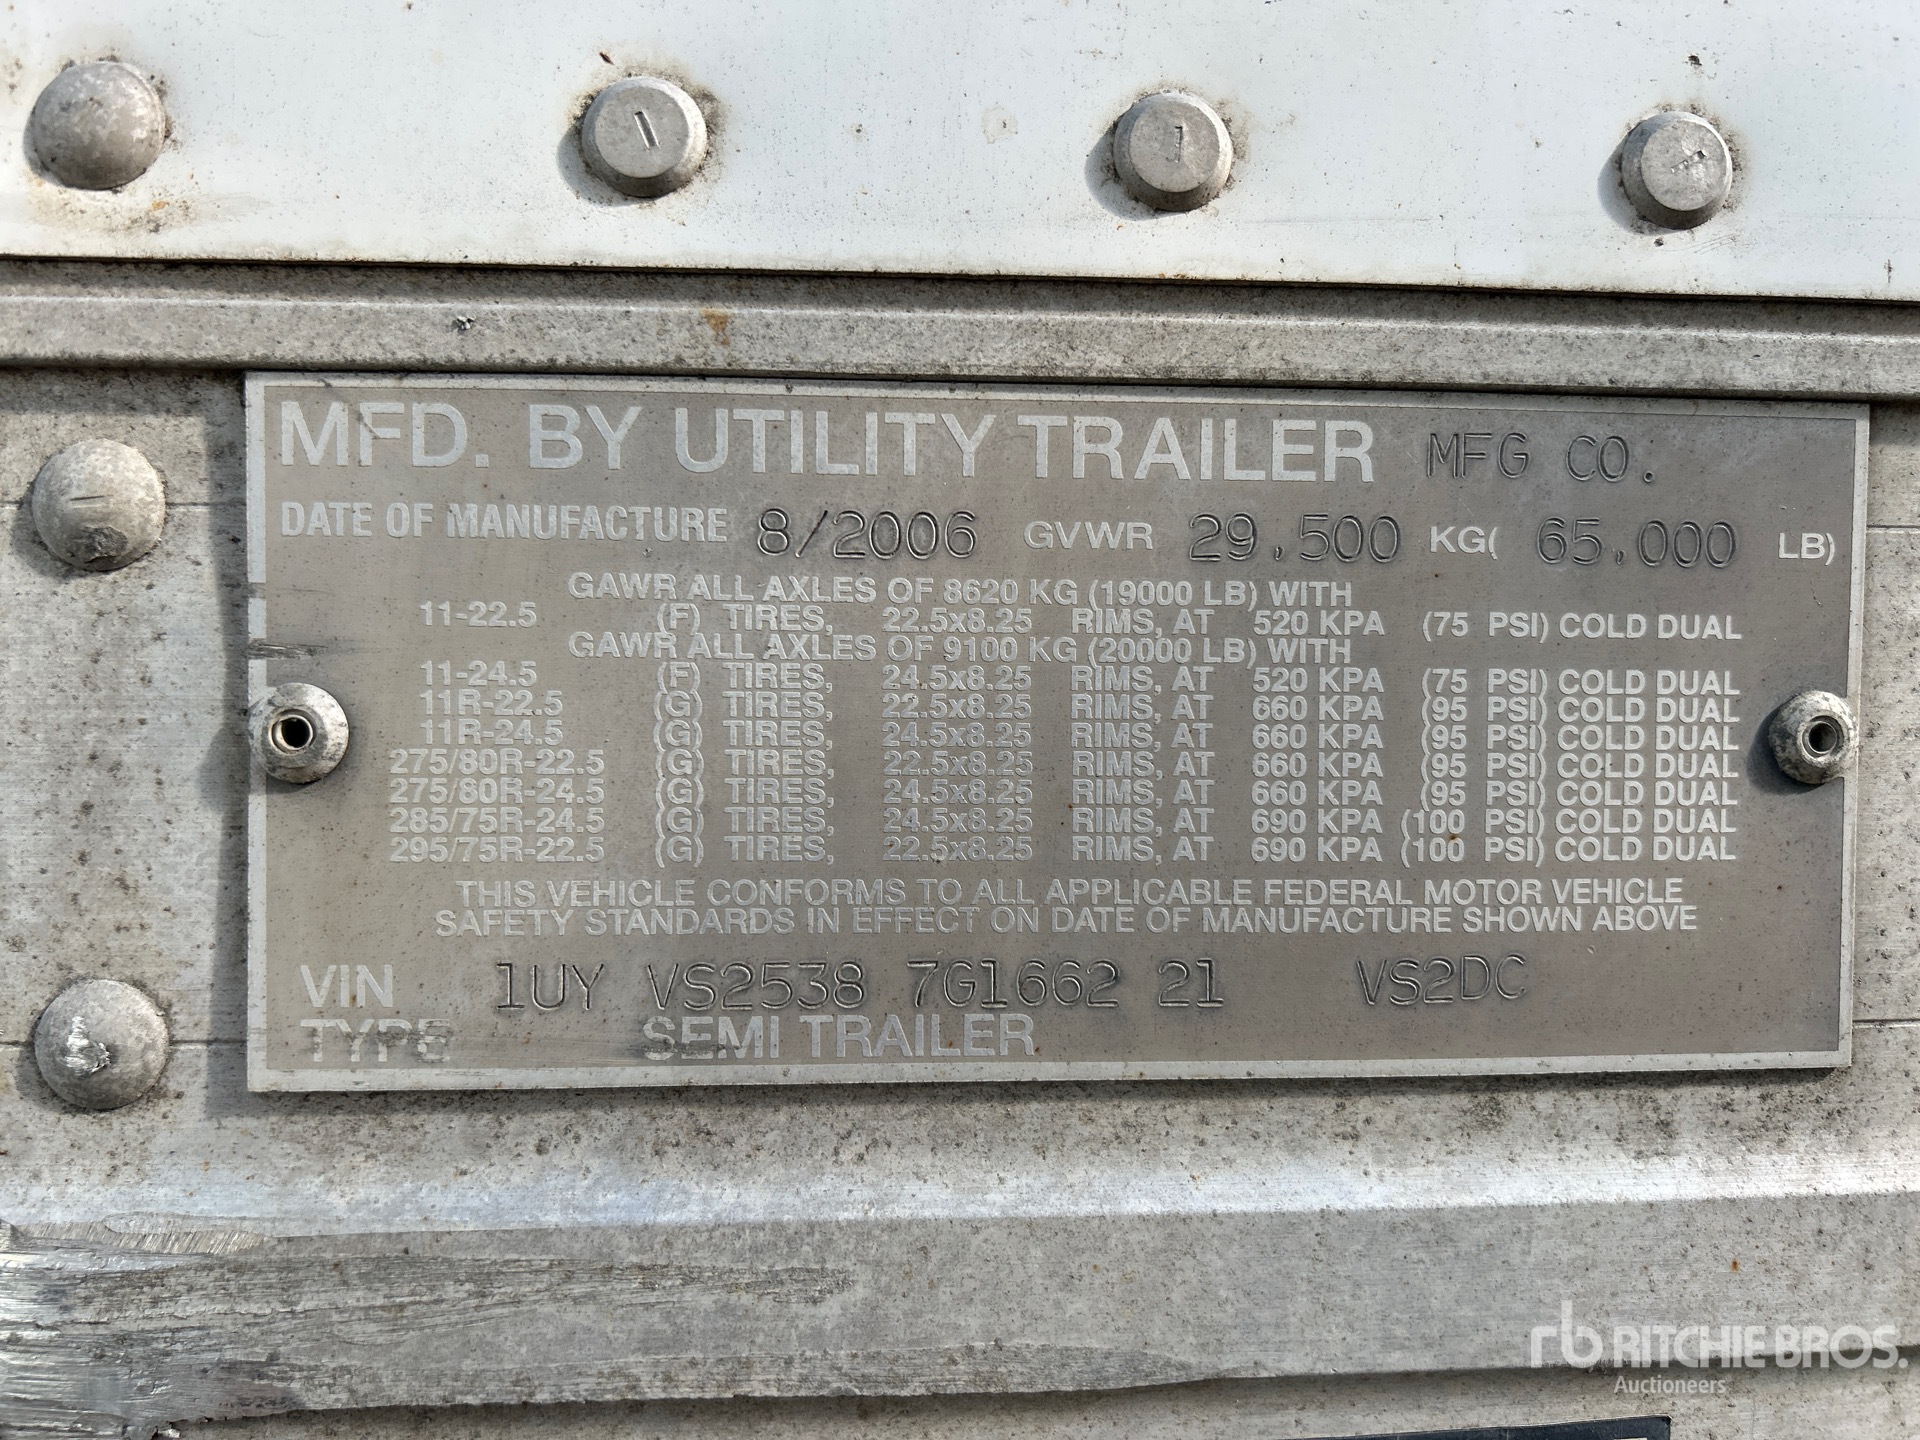 MFD. BY UTILITY TRAILER MFG CO.
DATE OF MANUFACTURE 8/2006 GVWR 29,500 KG( 65,000 LB)
GAWR ALL AXLES OF 8620 KG (19000 LB) WITH
11-22.5 (F) TIRES, 22.5x8.25 RIMS, AT 520 KPA (75 PSI) COLD DUAL
GAWR ALL AXLES OF 9100 KG (20000 LB) WITH
11-24.5 (F) TIRES, 24.5x8.25 RIMS, AT 520 KPA (75 PSI) COLD DUAL
11R-22.5 (G) TIRES, 22.5x8.25 RIMS, AT 660 KPA (95 PSI) COLD DUAL
11R-24.5 (G) TIRES, 24.5x8.25 RIMS, AT 660 KPA (95 PSI) COLD DUAL
275/80R-22.5 (G) TIRES, 22.5x8.25 RIMS, AT 660 KPA (95 PSI) COLD DUAL
275/80R-24.5 (G) TIRES, 24.5x8.25 RIMS, AT 660 KPA (95 PSI) COLD DUAL
285/75R-24.5 (G) TIRES, 24.5x8.25 RIMS, AT 690 KPA (100 PSI) COLD DUAL
295/75R-22.5 (G) TIRES, 22.5x8.25 RIMS, AT 690 KPA (100 PSI) COLD DUAL
THIS VEHICLE CONFORMS TO ALL APPLICABLE FEDERAL MOTOR VEHICLE
SAFETY STANDARDS IN EFFECT ON DATE OF MANUFACTURE SHOWN ABOVE
VIN 1UY VS2538 7G1662 21 VS2DC
TYPE SEMI TRAILER
rb RITCHIE BROS.
Auctioneers